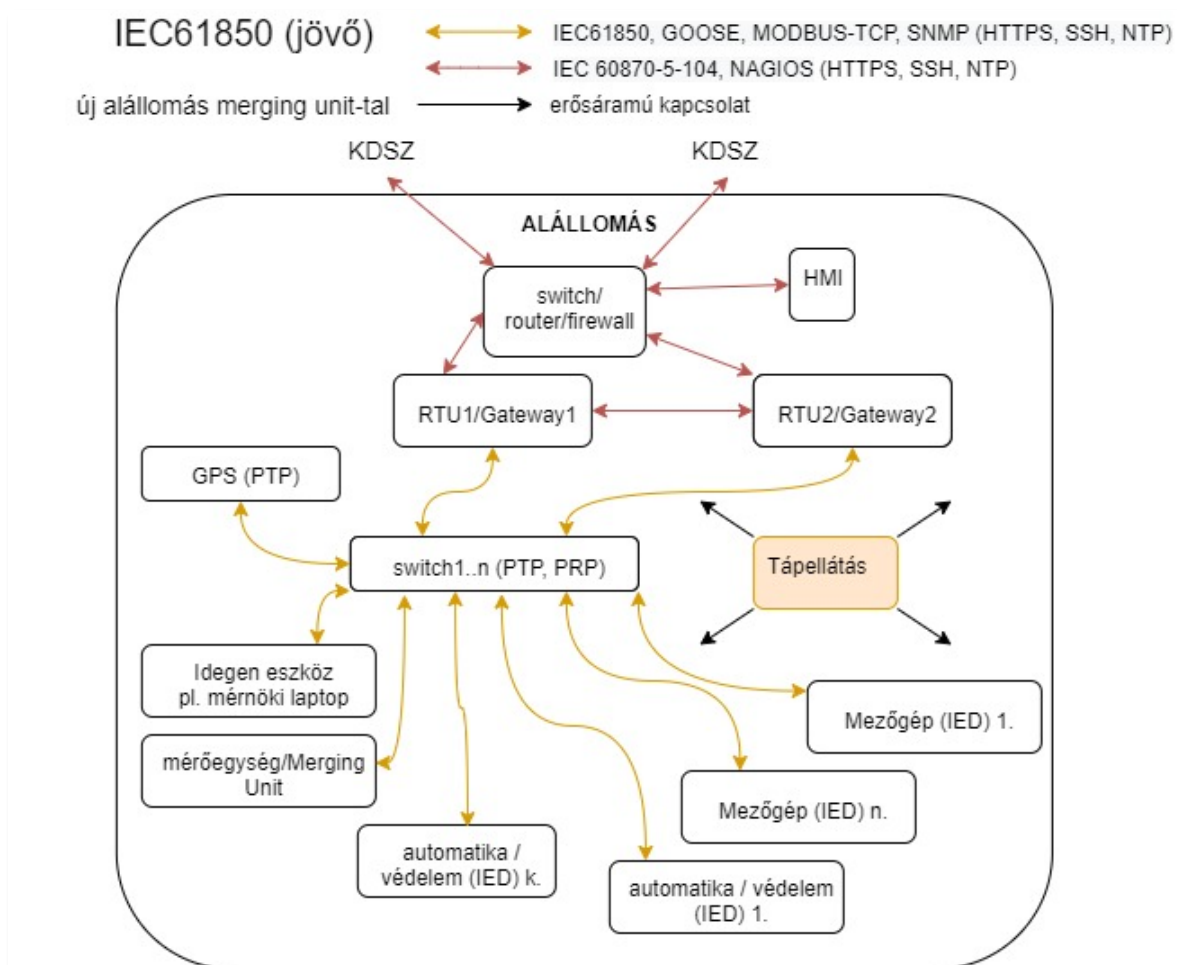 IEC61850 (jövő)
IEC61850, GOOSE, MODBUS-TCP, SNMP (HTTPS, SSH, NTP)
IEC 60870-5-104, NAGIOS (HTTPS, SSH, NTP)
új alállomás merging unit-tal
erősáramú kapcsolat
KDSZ
KDSZ
ALÁLLOMÁS
switch/
router/firewall
HMI
RTU1/Gateway1
RTU2/Gateway2
GPS (PTP)
switch1..n (PTP, PRP)
Tápellátás
Idegen eszköz
pl. mérnöki laptop
Mezőgép (IED) 1.
mérőegység/Merging
Unit
Mezőgép (IED) n.
automatika /
védelem (IED) k.
automatika / védelem
(IED) 1.